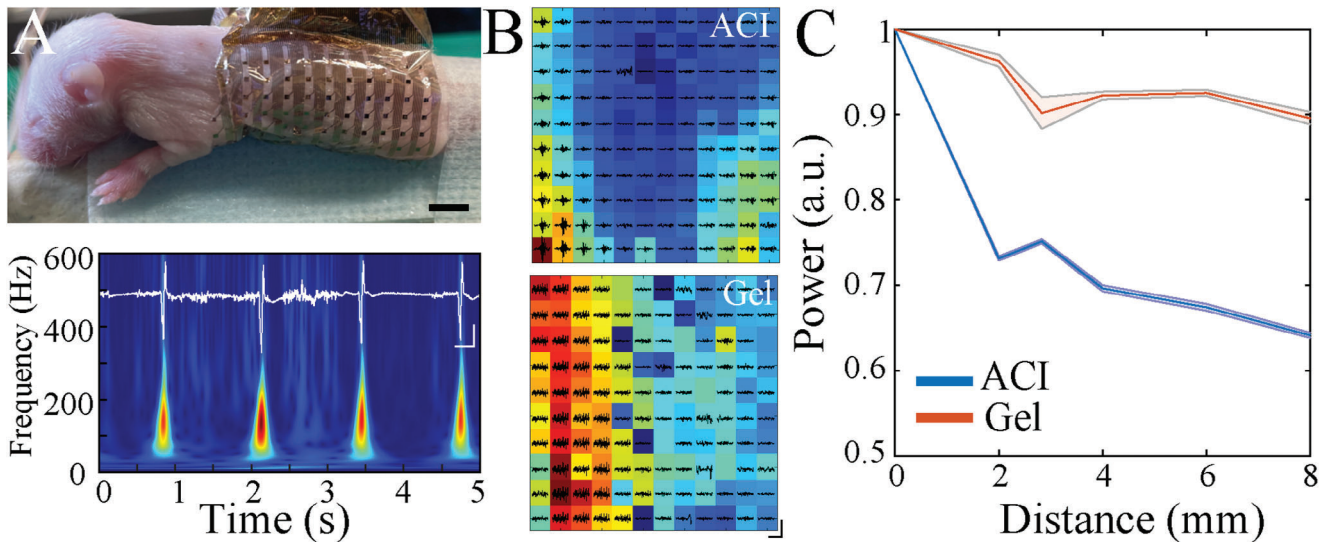 A
B
ACI
C
Frequency (Hz)
600
400
200
0
0
1
2
3
4
5
Time (s)
Gel
Power (a.u.)
1
0.9
0.8
0.7
0.6
0.5
ACI
Gel
0
2
4
6
8
Distance (mm)